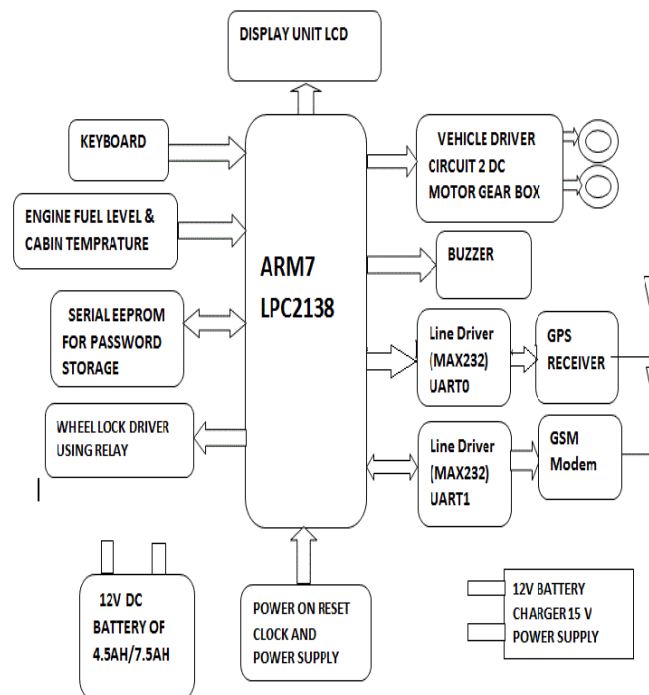 DISPLAY UNIT LCD
KEYBOARD
ENGINE FUEL LEVEL &
CABIN TEMPRATURE
SERIAL EEPROM
FOR PASSWORD
STORAGE
WHEEL LOCK DRIVER
USING RELAY
12V DC
BATTERY OF
4.5AH/7.5AH
ARM7
LPC2138
POWER ON RESET
CLOCK AND
POWER SUPPLY
VEHICLE DRIVER
CIRCUIT 2 DC
MOTOR GEAR BOX
BUZZER
Line Driver
(MAX232)
UART0
GPS
RECEIVER
Line Driver
(MAX232)
UART1
GSM
Modem
12V BATTERY
CHARGER 15 V
POWER SUPPLY